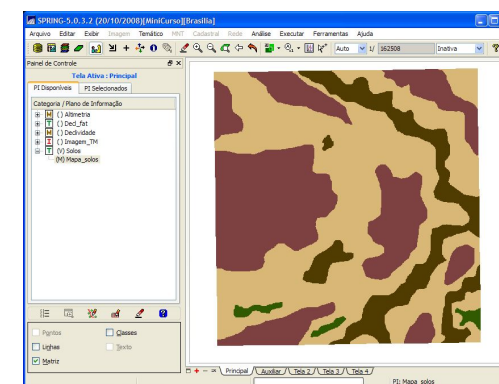 SPRING-5.0.3.2 (20/10/2008)[MiniCurso][Brasilia]
Arquivo Editar Exibir Imagem Temático MNT Cadastral Rede Análise Executar Ferramentas Ajuda
Auto 1/ 162508 Inativa
Painel de Controle
Tela Ativa : Principal
PI Disponíveis PI Selecionados
Categoria / Plano de Informação
M () Altimetria
T () Decl_fat
M () Declividade
I () Imagem_TM
T (V) Solos
(M) Mapa_solos
Pontos Classes
Linhas Texto
Matriz
Principal Auxiliar Tela 2 Tela 3 Tela 4
PI: Mapa_solos